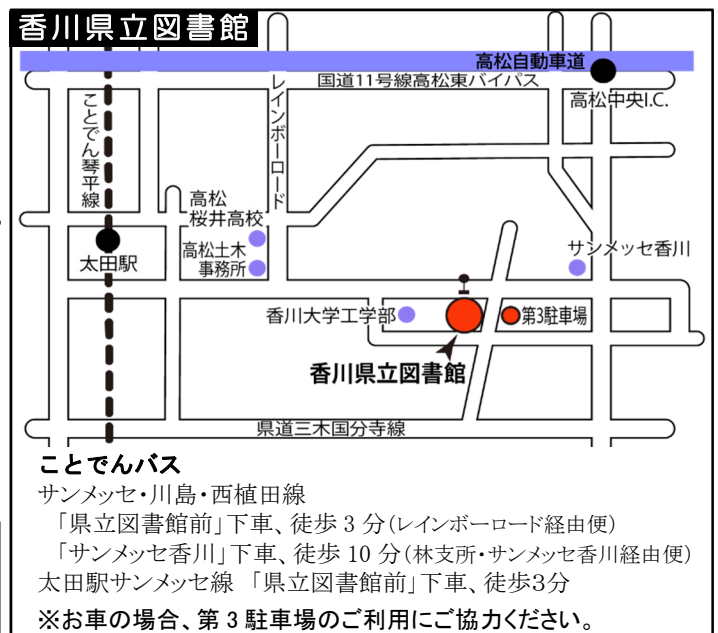 香川県立図書館
高松自動車道
国道11号線高松東バイパス
高松中央I.C.
ことでん琴平線
レインボーロード
高松
桜井高校
高松土木
事務所
太田駅
サンメッセ香川
香川大学工学部
第3駐車場
香川県立図書館
県道三木国分寺線
ことでんバス
サンメッセ・川島・西植田線
「県立図書館前」下車、徒歩 3 分(レインボーロード経由便)
「サンメッセ香川」下車、徒歩 10 分(林支所・サンメッセ香川経由便)
太田駅サンメッセ線 「県立図書館前」下車、徒歩3分
※お車の場合、第 3 駐車場のご利用にご協力ください。